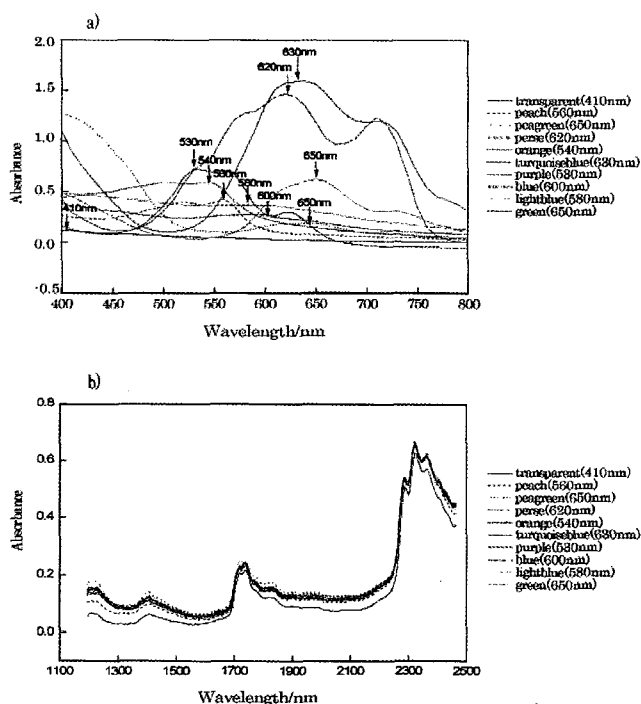 a)
2.0
1.5
1.0
0.5
0.0
-0.5
Absorbance
630nm
620nm
530nm
540nm
560nm
580nm
600nm
650nm
650nm
410nm
400
450
500
550
600
650
700
750
800
Wavelength/nm
transparent(410nm)
peach(560nm)
peagreen(650nm)
perse(620nm)
orange(540nm)
turquoiseblue(630nm)
purple(530nm)
blue(600nm)
lightblue(580nm)
green(650nm)
b)
0.8
0.6
0.4
0.2
0.0
Absorbance
1100
1300
1500
1700
1900
2100
2300
2500
Wavelength/nm
transparent(410nm)
peach(560nm)
peagreen(650nm)
perse(620nm)
orange(540nm)
turquoiseblue(630nm)
purple(530nm)
blue(600nm)
lightblue(580nm)
green(650nm)